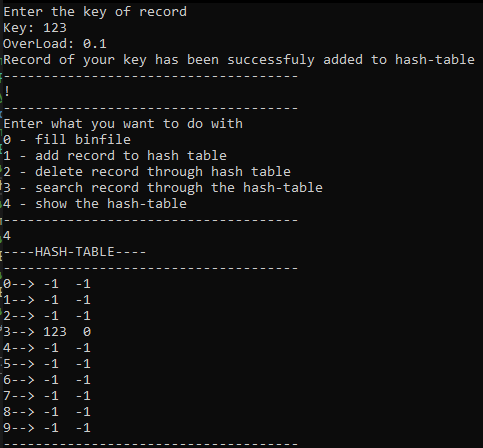 Enter the key of record
Key: 123
OverLoad: 0.1
Record of your key has been successfuly added to hash-table
-------------------------------------
!
-------------------------------------
Enter what you want to do with
0 - fill binfile
1 - add record to hash table
2 - delete record through hash table
3 - search record through the hash-table
4 - show the hash-table
-------------------------------------
4
----HASH-TABLE----
-------------------------------------
0--> -1  -1
1--> -1  -1
2--> -1  -1
3--> 123  0
4--> -1  -1
5--> -1  -1
6--> -1  -1
7--> -1  -1
8--> -1  -1
9--> -1  -1
-------------------------------------